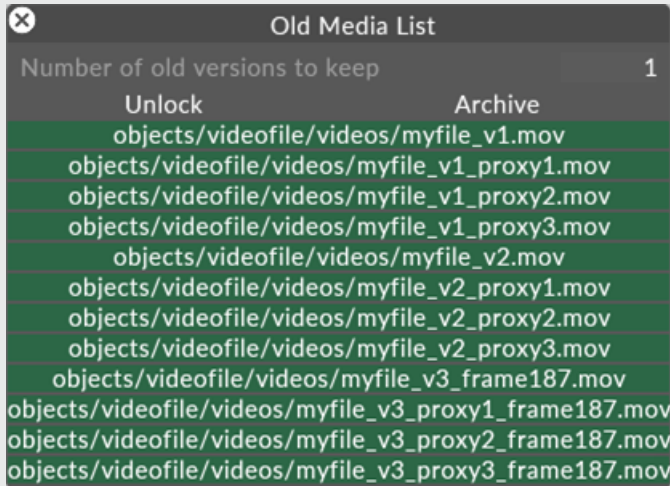 Old Media List
Number of old versions to keep 1
Unlock Archive
objects/videofile/videos/myfile_v1.mov
objects/videofile/videos/myfile_v1_proxy1.mov
objects/videofile/videos/myfile_v1_proxy2.mov
objects/videofile/videos/myfile_v1_proxy3.mov
objects/videofile/videos/myfile_v2.mov
objects/videofile/videos/myfile_v2_proxy1.mov
objects/videofile/videos/myfile_v2_proxy2.mov
objects/videofile/videos/myfile_v2_proxy3.mov
objects/videofile/videos/myfile_v3_frame187.mov
objects/videofile/videos/myfile_v3_proxy1_frame187.mov
objects/videofile/videos/myfile_v3_proxy2_frame187.mov
objects/videofile/videos/myfile_v3_proxy3_frame187.mov